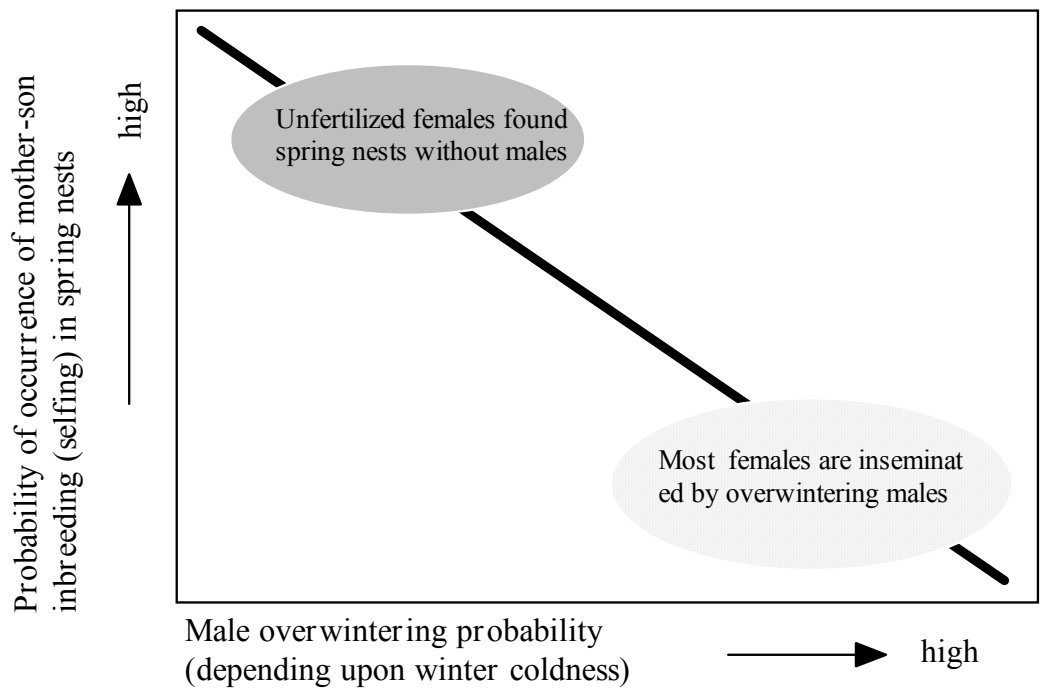 Probability of occurrence of mother-son
inbreeding (selfing) in spring nests
high
Unfertilized females found
spring nests without males
Most females are inseminat
ed by overwintering males
Male overwintering probability
(depending upon winter coldness)
high